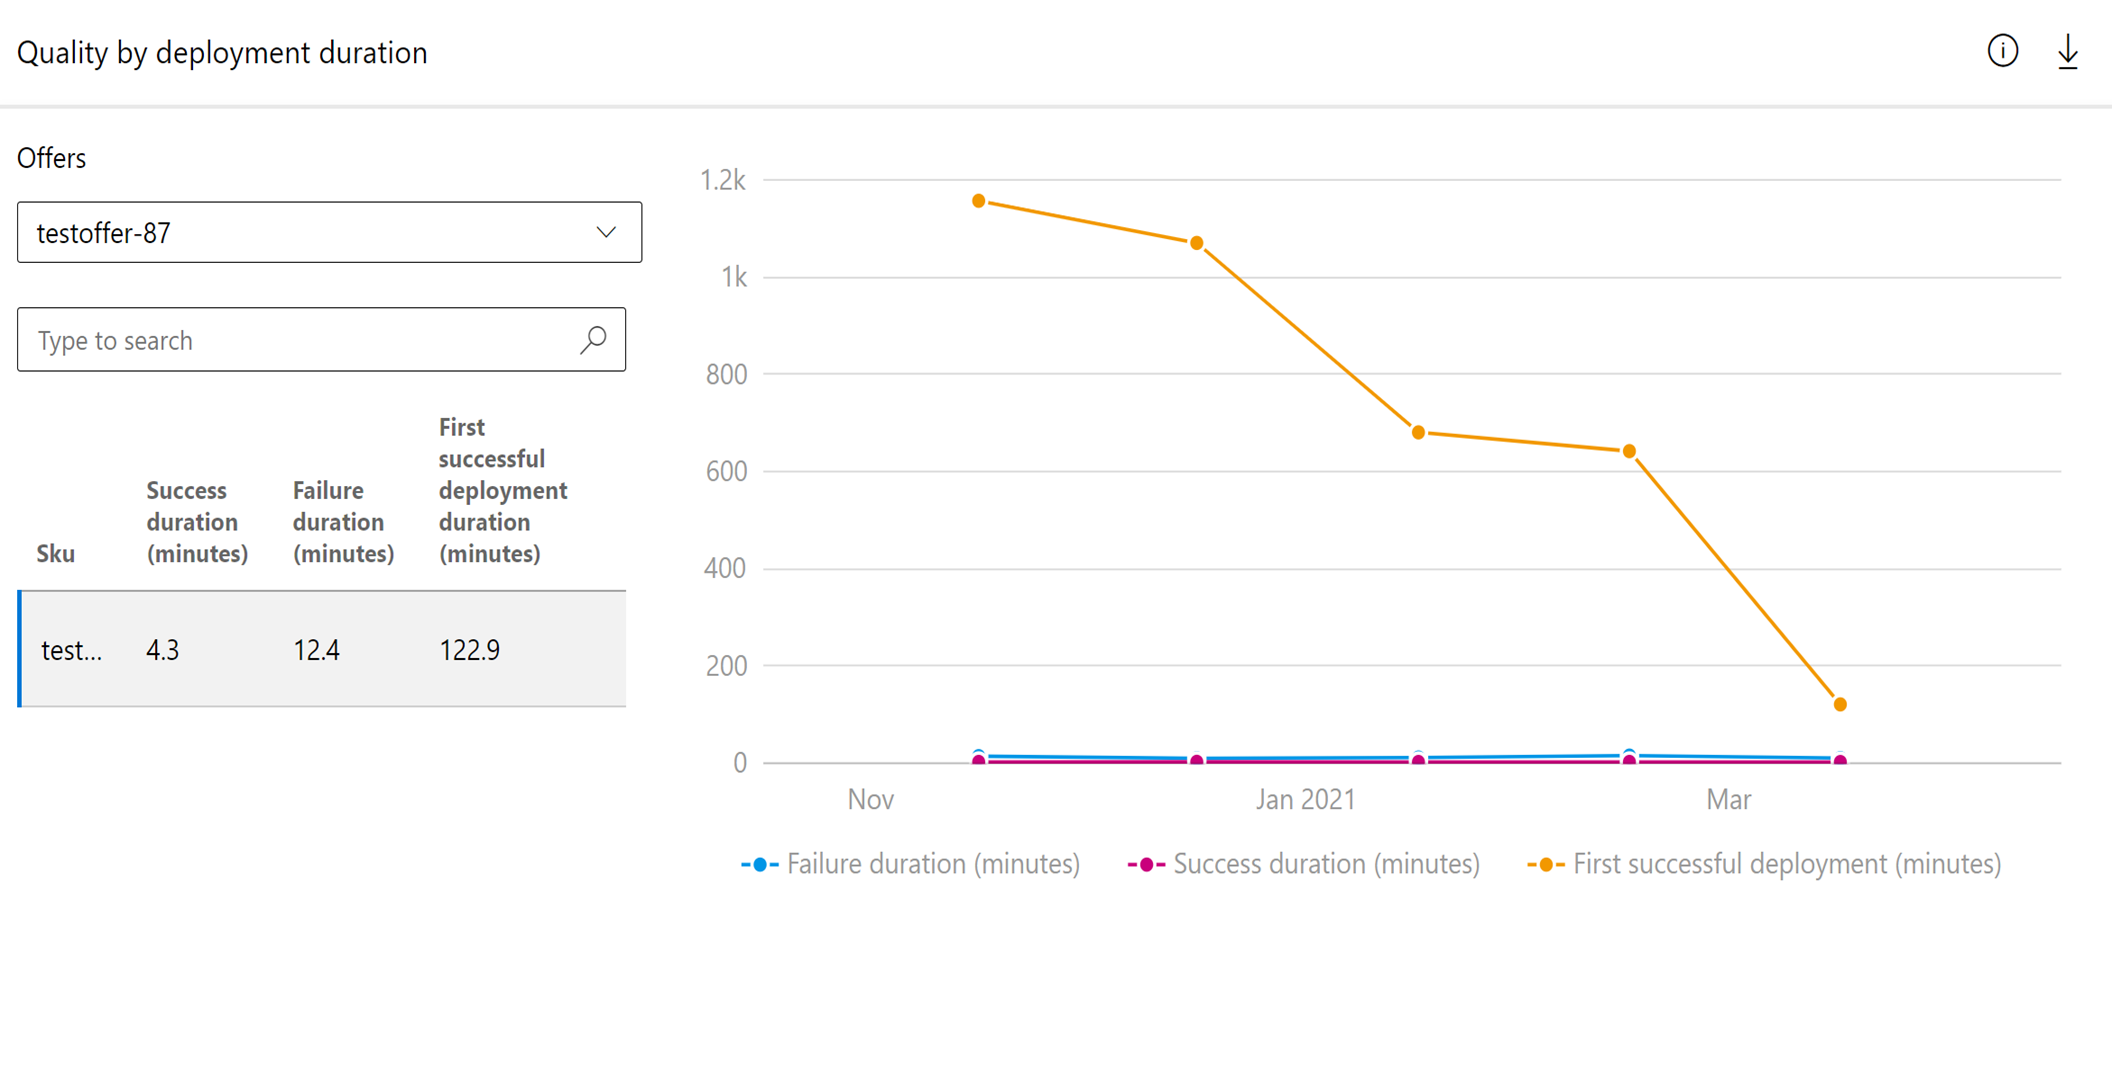 Quality by deployment duration
Offers
testoffer-87
Type to search
Sku
Success
duration
(minutes)
Failure
duration
(minutes)
First
successful
deployment
duration
(minutes)
test...
4.3
12.4
122.9
1.2k
1k
800
600
400
200
0
Nov
Jan 2021
Mar
Failure duration (minutes)
Success duration (minutes)
First successful deployment (minutes)